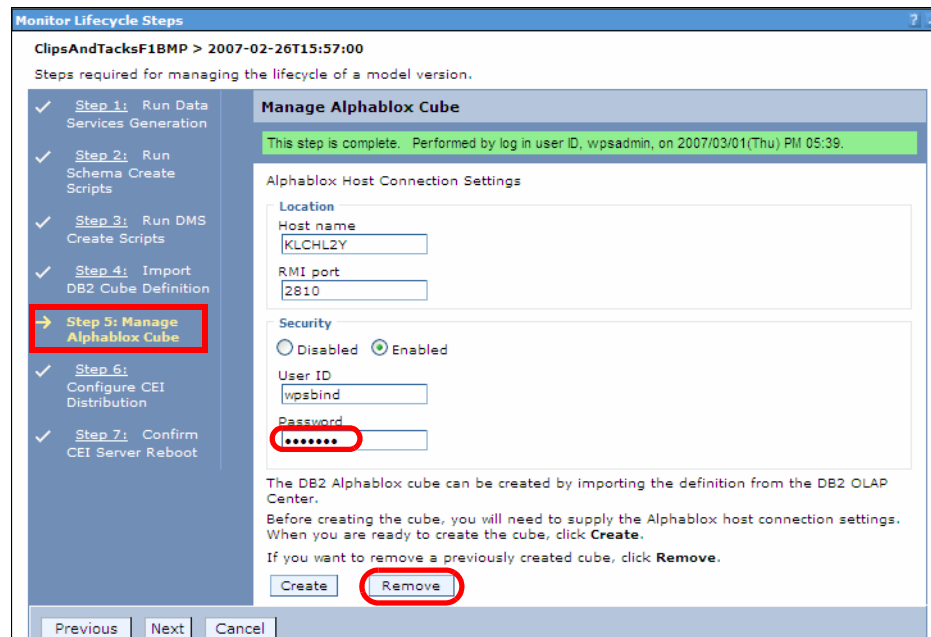 Monitor Lifecycle Steps
?
ClipsAndTacksF1BMP > 2007-02-26T15:57:00
Steps required for managing the lifecycle of a model version.
Step 1: Run Data
Services Generation
Step 2: Run
Schema Create
Scripts
Step 3: Run DMS
Create Scripts
Step 4: Import
DB2 Cube Definition
Step 5: Manage
Alphablox Cube
Step 6:
Configure CEI
Distribution
Step 7: Confirm
CEI Server Reboot
Manage Alphablox Cube
This step is complete. Performed by log in user ID, wpsadmin, on 2007/03/01(Thu) PM 05:39.
Alphablox Host Connection Settings
Location
Host name
KLCHL2Y
RMI port
2810
Security
Disabled Enabled
User ID
wpsbind
Password
•••••••
The DB2 Alphablox cube can be created by importing the definition from the DB2 OLAP
Center.
Before creating the cube, you will need to supply the Alphablox host connection settings.
When you are ready to create the cube, click Create.
If you want to remove a previously created cube, click Remove.
Create Remove
Previous Next Cancel